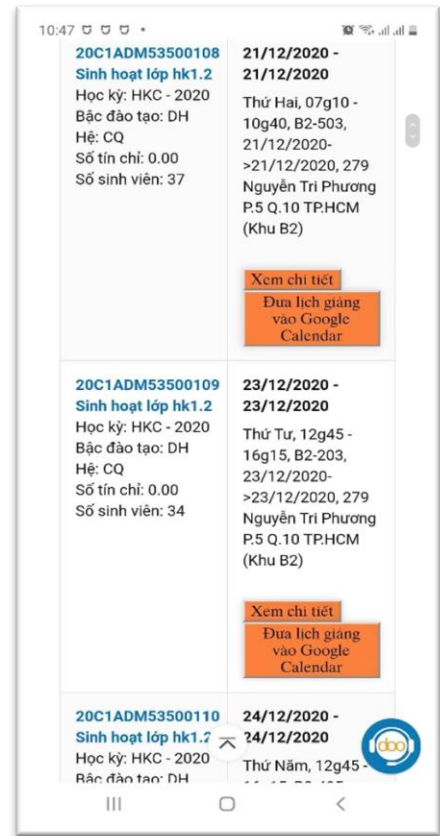 10:47
20C1ADM53500108
Sinh hoạt lớp hk1.2
Học kỳ: HKC - 2020
Bậc đào tạo: DH
Hệ: CQ
Số tín chỉ: 0.00
Số sinh viên: 37
21/12/2020 -
21/12/2020
Thứ Hai, 07g10 -
10g40, B2-503,
21/12/2020-
>21/12/2020, 279
Nguyễn Tri Phương
P.5 Q.10 TP.HCM
(Khu B2)
Xem chi tiết
Đưa lịch giảng
vào Google
Calendar
20C1ADM53500109
Sinh hoạt lớp hk1.2
Học kỳ: HKC - 2020
Bậc đào tạo: DH
Hệ: CQ
Số tín chỉ: 0.00
Số sinh viên: 34
23/12/2020 -
23/12/2020
Thứ Tư, 12g45 -
16g15, B2-203,
23/12/2020-
>23/12/2020, 279
Nguyễn Tri Phương
P.5 Q.10 TP.HCM
(Khu B2)
Xem chi tiết
Đưa lịch giảng
vào Google
Calendar
20C1ADM53500110
Sinh hoạt lớp hk1.2
Học kỳ: HKC - 2020
Bậc đào tạo: DH
24/12/2020 -
24/12/2020
Thứ Năm, 12g45 -
doo